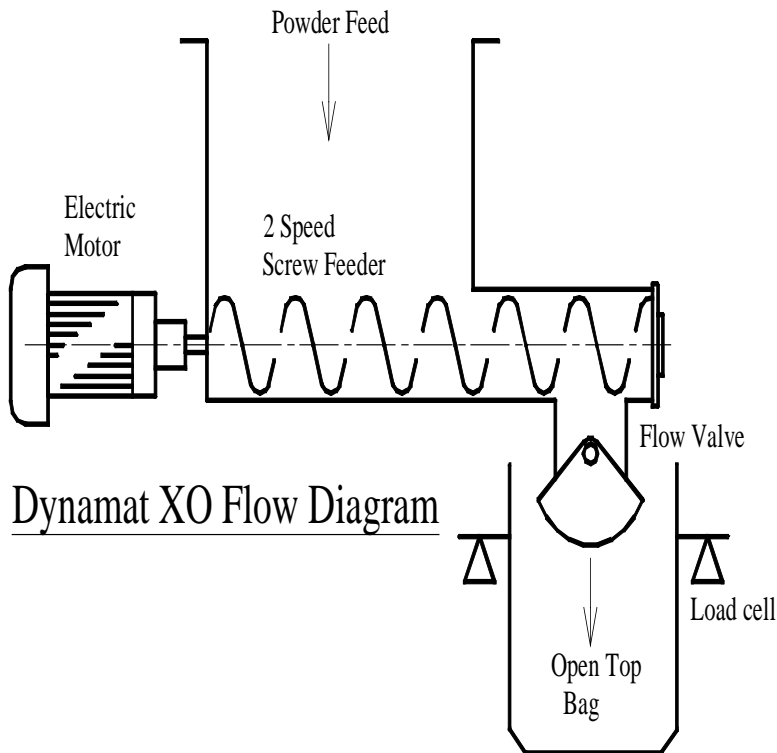 Powder Feed
Electric
Motor
2 Speed
Screw Feeder
Flow Valve
Dynamat XO Flow Diagram
Load cell
Open Top
Bag